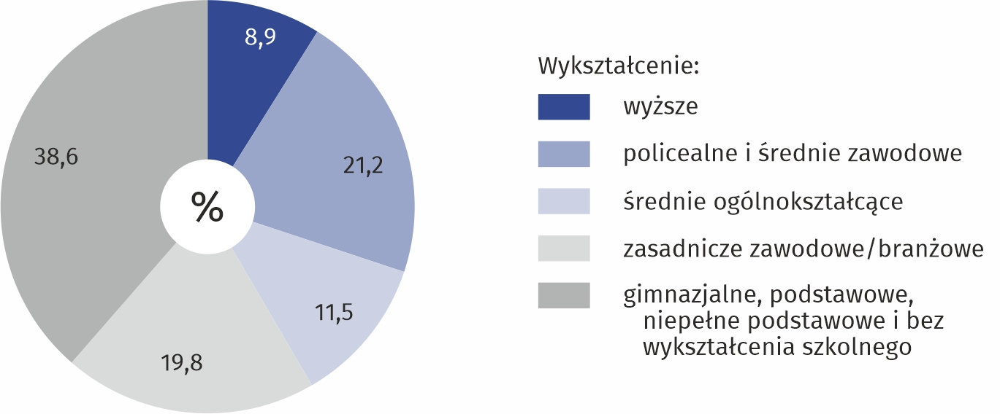 8,9
21,2
11,5
19,8
38,6
%
Wykształcenie:
wyższe
policealne i średnie zawodowe
średnie ogólnokształcące
zasadnicze zawodowe/branżowe
gimnazjalne, podstawowe,
niepełne podstawowe i bez
wykształcenia szkolnego